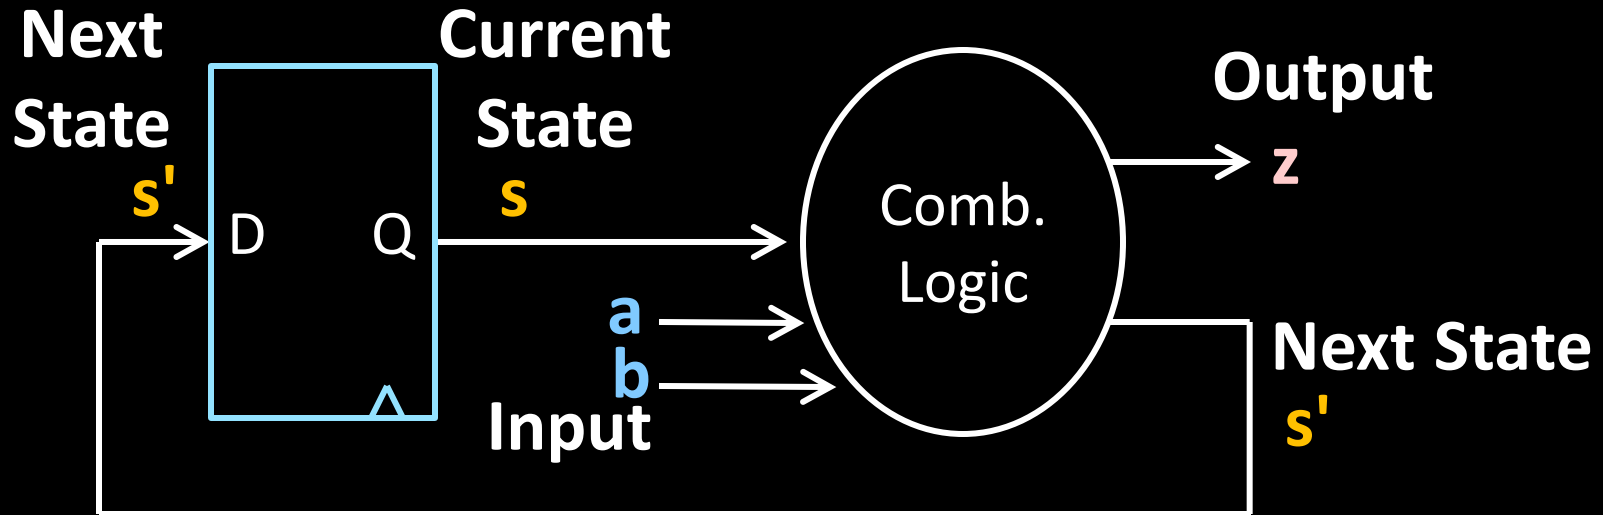 Next
State
s'
D
Q
Current
State
s
a
b
Input
Comb.
Logic
Output
z
Next State
s'